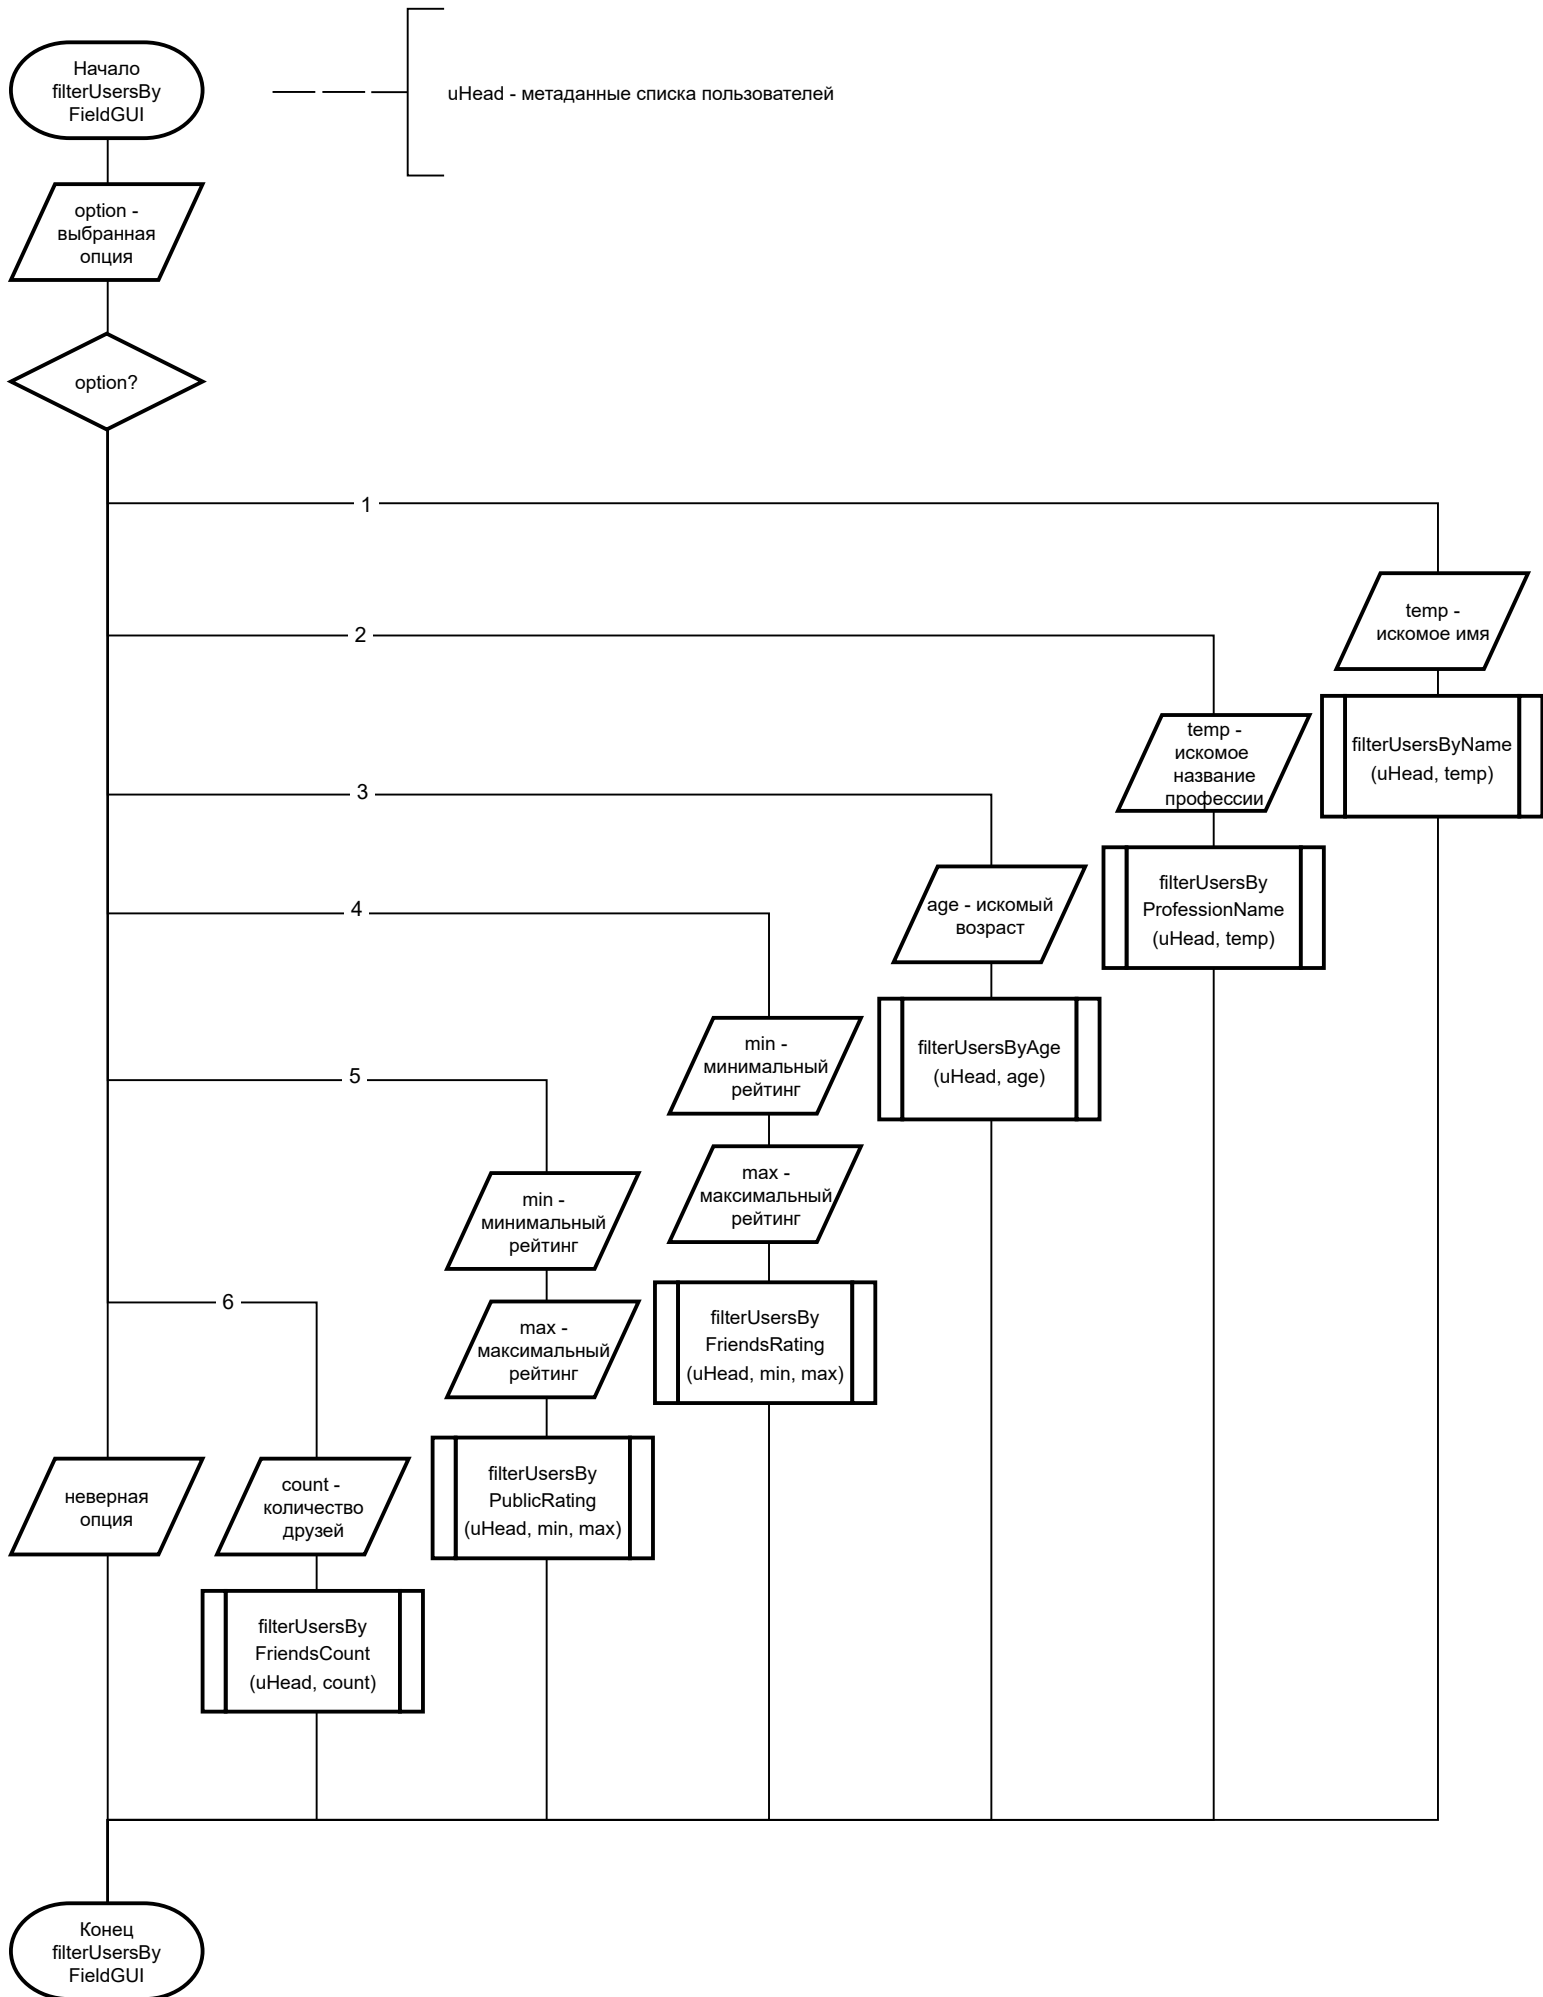 Начало
filterUsersBy
FieldGUI
uHead - метаданные списка пользователей
option -
выбранная
опция
option?
1
temp -
искомое имя
filterUsersByName
(uHead, temp)
2
temp -
искомое
название
профессии
filterUsersBy
ProfessionName
(uHead, temp)
3
age - искомый
возраст
filterUsersByAge
(uHead, age)
4
min -
минимальный
рейтинг
max -
максимальный
рейтинг
filterUsersBy
FriendsRating
(uHead, min, max)
5
min -
минимальный
рейтинг
max -
максимальный
рейтинг
filterUsersBy
PublicRating
(uHead, min, max)
6
count -
количество
друзей
filterUsersBy
FriendsCount
(uHead, count)
неверная
опция
Конец
filterUsersBy
FieldGUI